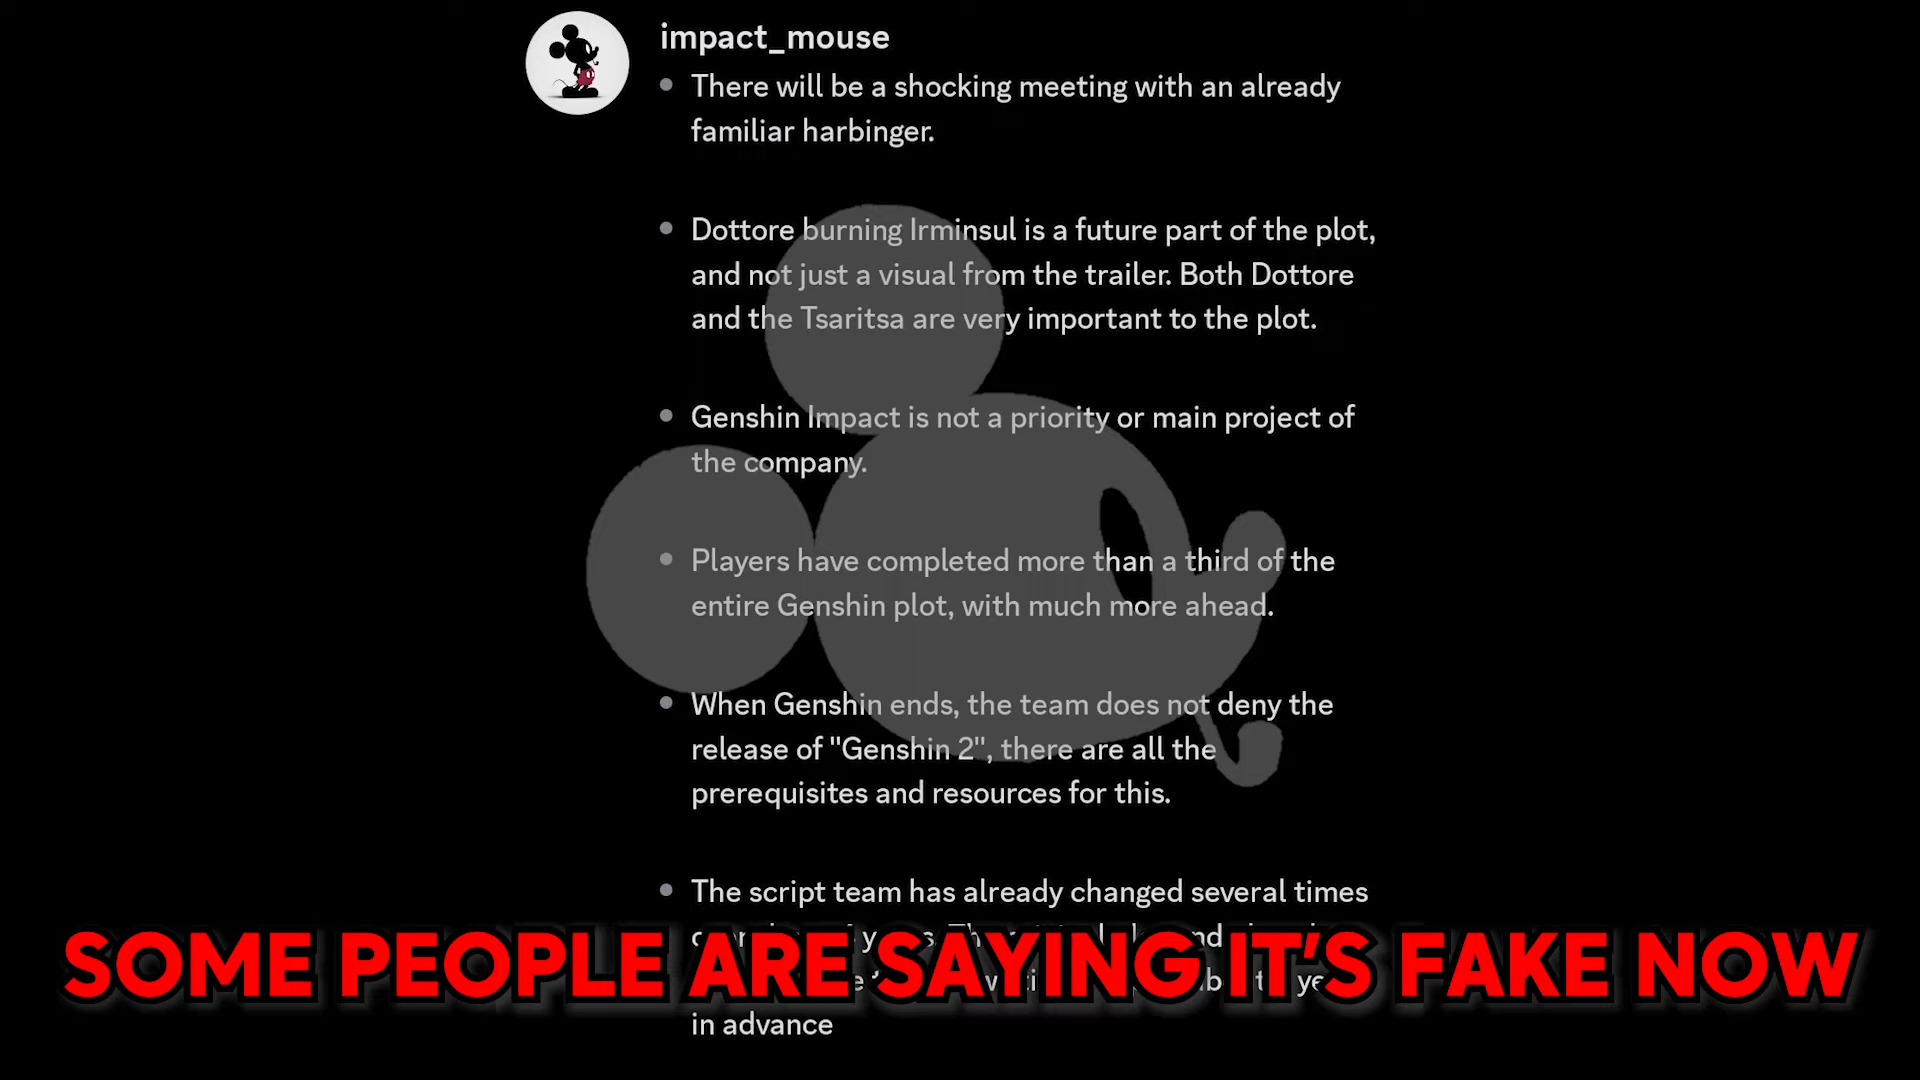 impact_mouse
• There will be a shocking meeting with an already
familiar harbinger.
• Dottore burning Irminsul is a future part of the plot,
and not just a visual from the trailer. Both Dottore
and the Tsaritsa are very important to the plot.
• Genshin Impact is not a priority or main project of
the company.
• Players have completed more than a third of the
entire Genshin plot, with much more ahead.
• When Genshin ends, the team does not deny the
release of "Genshin 2", there are all the
prerequisites and resources for this.
• The script team has already changed several times
SOME PEOPLE ARE SAYING IT'S FAKE NOW
in advance